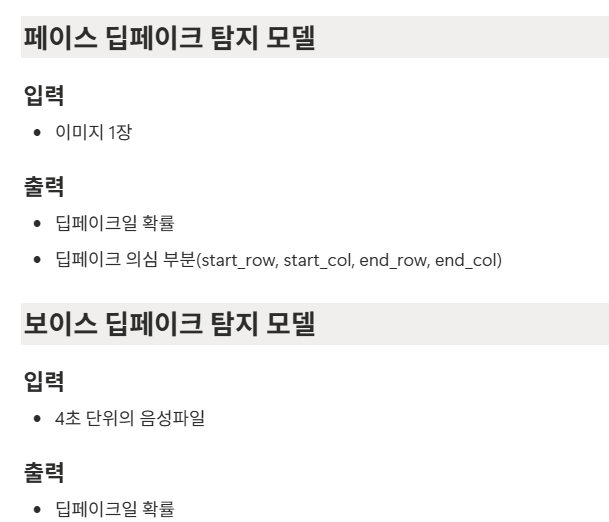 페이스 딥페이크 탐지 모델
입력
• 이미지 1장
출력
• 딥페이크일 확률
• 딥페이크 의심 부분(start_row, start_col, end_row, end_col)
보이스 딥페이크 탐지 모델
입력
• 4초 단위의 음성파일
출력
• 딥페이크일 확률